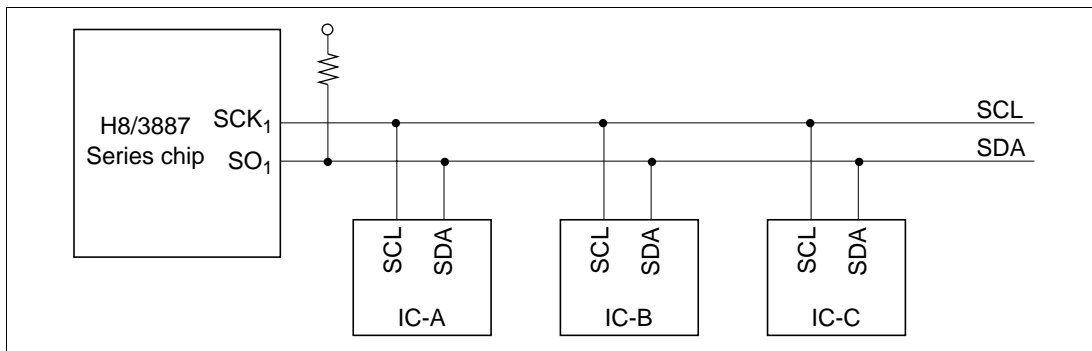 H8/3887
Series chip
SCK₁
SO₁
SCL
SDA
SCL
SDA
IC-A
SCL
SDA
IC-B
SCL
SDA
IC-C